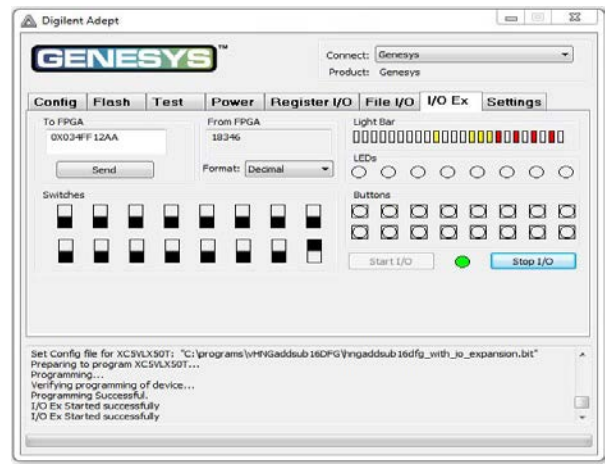 Digilent Adept
GENESYS™
Connect: Genesys
Product: Genesys
Config Flash Test Power Register I/O File I/O I/O Ex Settings
To FPGA
0X034FF12AA
Send
From FPGA
18346
Format: Decimal
Light Bar
LEDs
Switches
Buttons
Start I/O
Stop I/O
Set Config file for XC5VLX50T: "C:\programs\vHNGaddsub16DFG\hngaddsub16dfg_with_io_expansion.bit"
Preparing to program XC5VLX50T...
Programming...
Verifying programming of device...
Programming Successful.
I/O Ex Started successfully
I/O Ex Started successfully